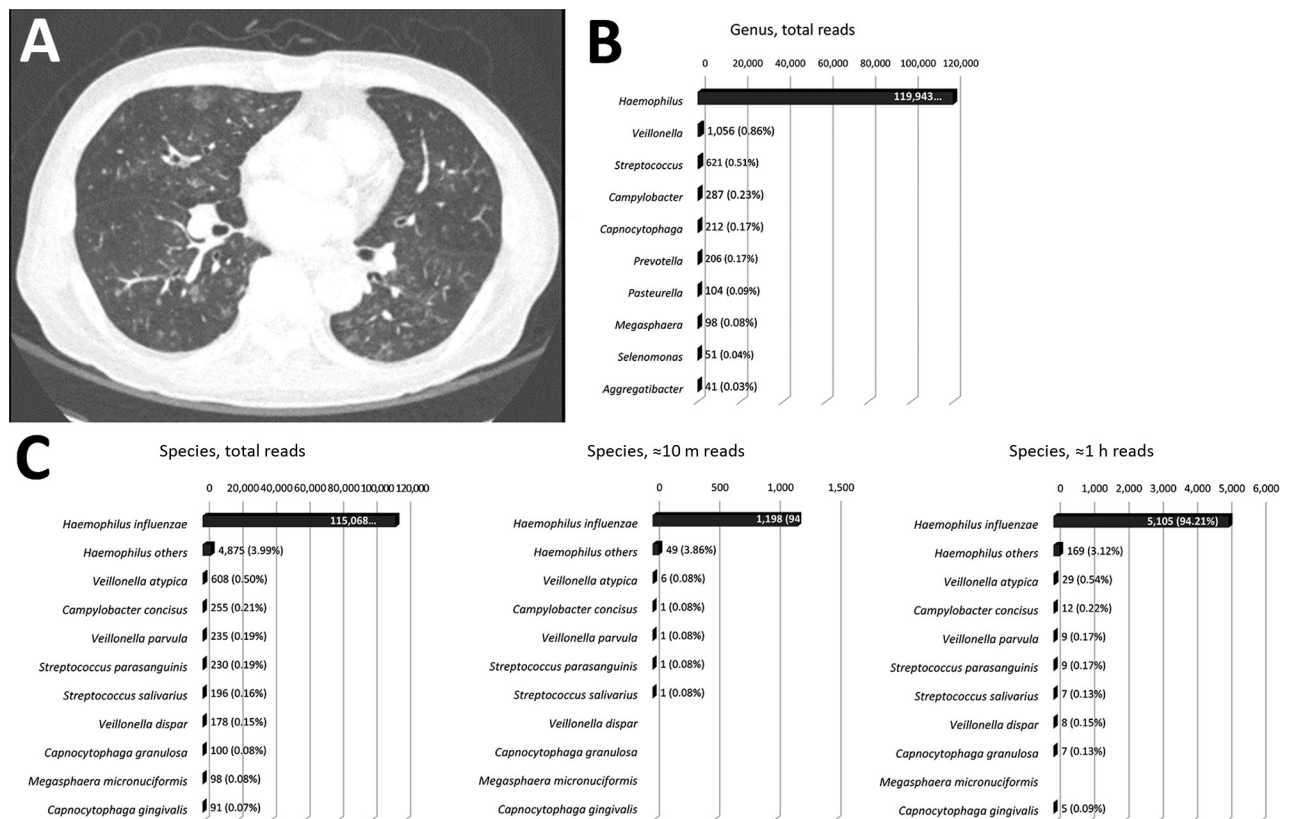 A
B
Genus, total reads
0 20,000 40,000 60,000 80,000 100,000 120,000
Haemophilus 119,943...
Veillonella 1,056 (0.86%)
Streptococcus 621 (0.51%)
Campylobacter 287 (0.23%)
Capnocytophaga 212 (0.17%)
Prevotella 206 (0.17%)
Pasteurella 104 (0.09%)
Megasphaera 98 (0.08%)
Selenomonas 51 (0.04%)
Aggregatibacter 41 (0.03%)
C
Species, total reads
0 20,000 40,000 60,000 80,000 100,000 120,000
Haemophilus influenzae 115,068...
Haemophilus others 4,875 (3.99%)
Veillonella atypica 608 (0.50%)
Campylobacter concisus 255 (0.21%)
Veillonella parvula 235 (0.19%)
Streptococcus parasanguinis 230 (0.19%)
Streptococcus salivarius 196 (0.16%)
Veillonella dispar 178 (0.15%)
Capnocytophaga granulosa 100 (0.08%)
Megasphaera micronuciformis 98 (0.08%)
Capnocytophaga gingivalis 91 (0.07%)
Species, ≈10 m reads
0 500 1,000 1,500
Haemophilus influenzae 1,198 (94
Haemophilus others 49 (3.86%)
Veillonella atypica 6 (0.08%)
Campylobacter concisus 1 (0.08%)
Veillonella parvula 1 (0.08%)
Streptococcus parasanguinis 1 (0.08%)
Streptococcus salivarius 1 (0.08%)
Veillonella dispar
Capnocytophaga granulosa
Megasphaera micronuciformis
Capnocytophaga gingivalis
Species, ≈1 h reads
0 1,000 2,000 3,000 4,000 5,000 6,000
Haemophilus influenzae 5,105 (94.21%)
Haemophilus others 169 (3.12%)
Veillonella atypica 29 (0.54%)
Campylobacter concisus 12 (0.22%)
Veillonella parvula 9 (0.17%)
Streptococcus parasanguinis 9 (0.17%)
Streptococcus salivarius 7 (0.13%)
Veillonella dispar 8 (0.15%)
Capnocytophaga granulosa 7 (0.13%)
Megasphaera micronuciformis
Capnocytophaga gingivalis 5 (0.09%)